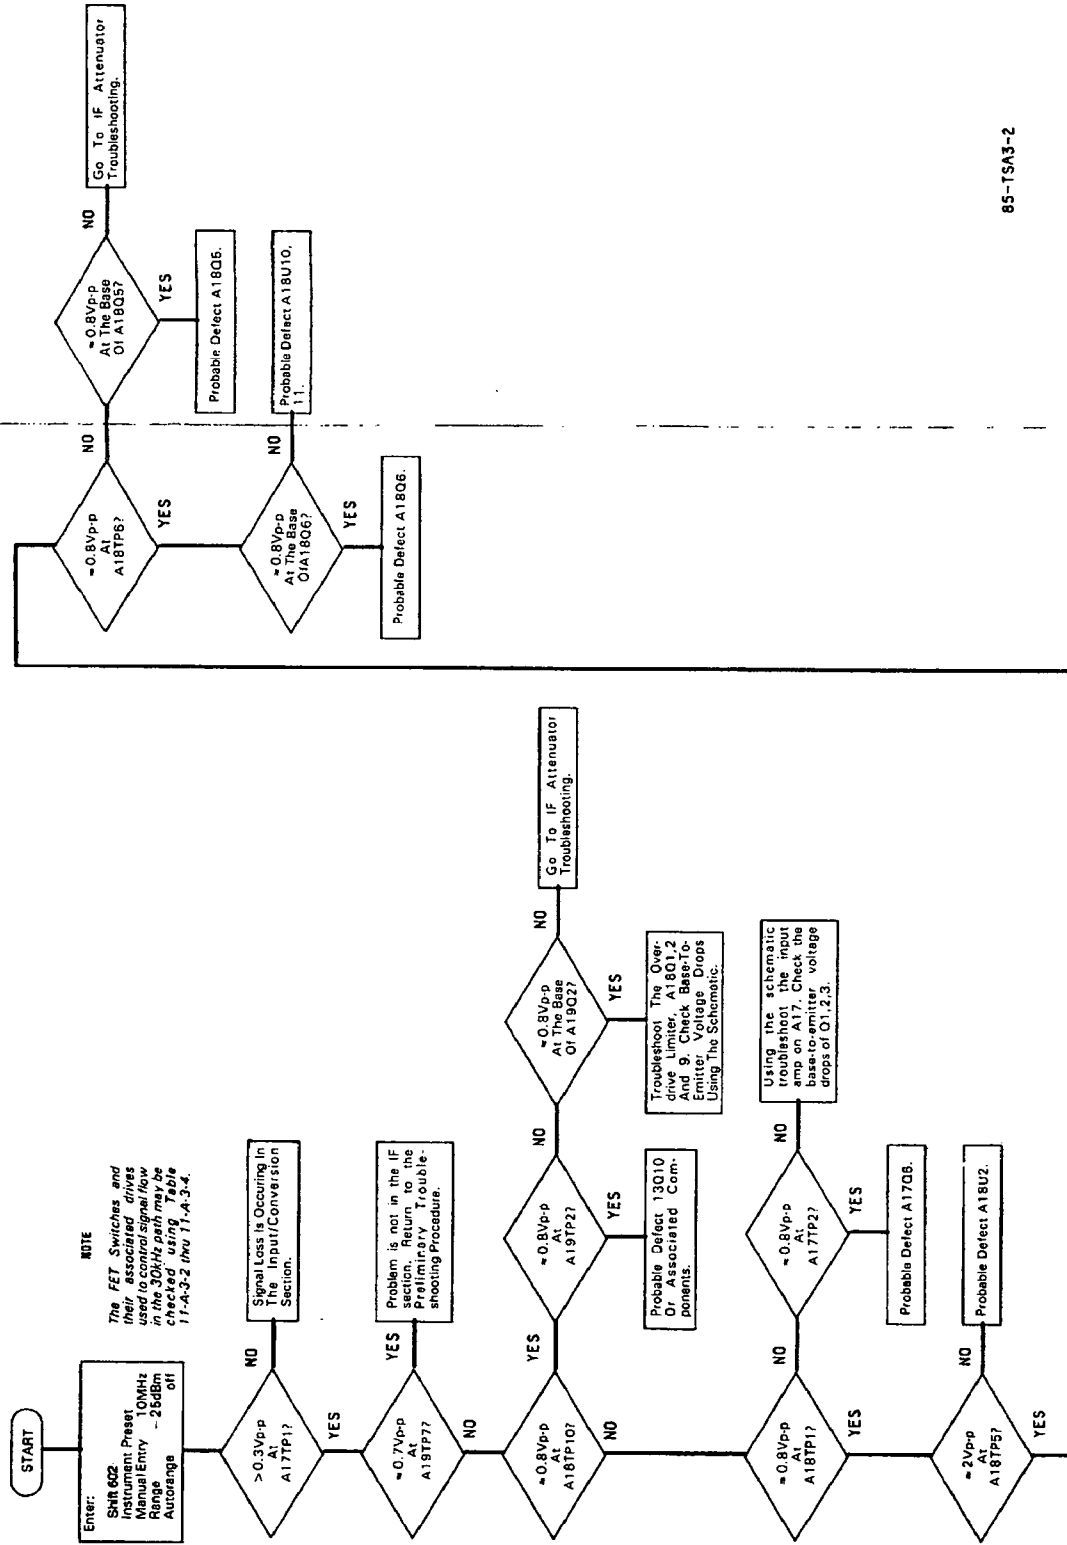 START
Enter:
Shift 602
Instrument Preset
Manual Entry 10MHz
Range -25dBm
Autorange off
NOTE
The FET Switches and
their associated drives
used to control signal flow
in the 30kHz path may be
checked using Table
11-A-3-2 thru 11-A-3-4.
>0.3Vp-p
At
A17TP1?
NO
Signal Loss Is Occuring In
The Input/Conversion
Section.
YES
≈0.7Vp-p
At
A19TP7?
YES
Problem is not in the IF
section. Return to the
Preliminary Trouble-
shooting Procedure.
NO
≈0.8Vp-p
At
A18TP10?
YES
≈0.8Vp-p
At
A19TP2?
NO
≈0.8Vp-p
At The Base
Of A19Q2?
NO
Go To IF Attenuator
Troubleshooting.
YES
Probable Defect 13Q10
Or Associated Com-
ponents.
YES
Troubleshoot The Over-
drive Limiter, A18Q1,2
And 9. Check Base-To-
Emitter Voltage Drops
Using The Schematic.
NO
≈0.8Vp-p
At
A18TP1?
NO
≈0.8Vp-p
At
A17TP2?
NO
Using the schematic
troubleshoot the input
amp on A17. Check the
base-to-emitter voltage
drops of Q1,2,3.
YES
Probable Defect A17Q8.
YES
≈2Vp-p
At
A18TP5?
NO
Probable Defect A18U2.
YES
≈0.8Vp-p
At
A18TP6?
NO
≈0.8Vp-p
At The Base
Of A18Q5?
NO
Go To IF Attenuator
Troubleshooting.
YES
Probable Defect A18Q5.
YES
≈0.8Vp-p
At The Base
Of A18Q6?
NO
Probable Defect A18U10,
11.
YES
Probable Defect A18Q6.
85-TSA3-2